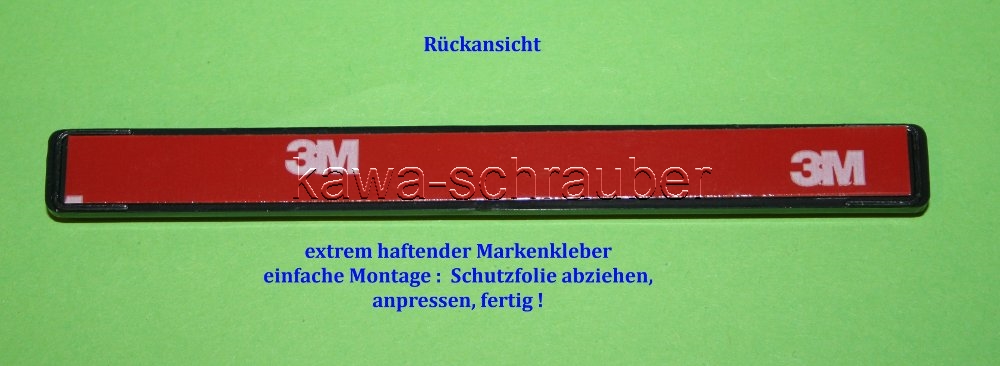 Rückansicht
3M
3M
kawa-schrauber
extrem haftender Markenkleber
einfache Montage : Schutzfolie abziehen,
anpressen, fertig !